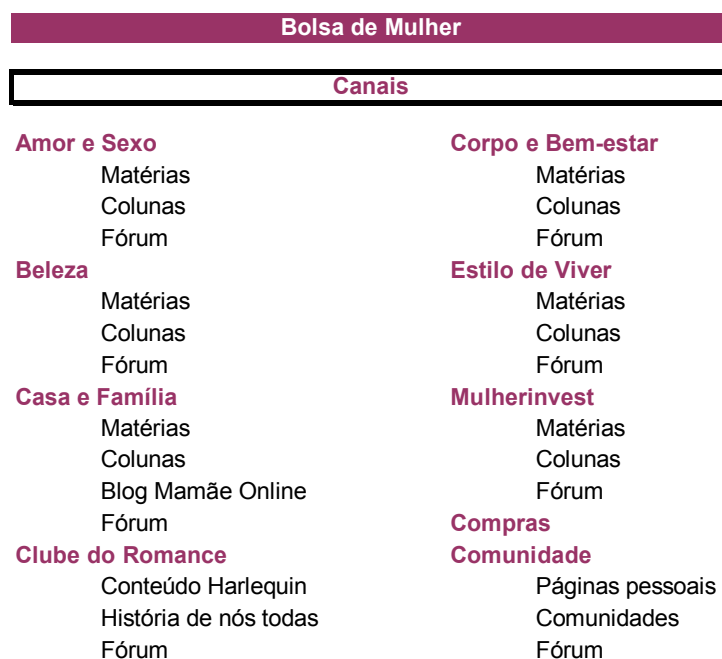 Bolsa de Mulher
Canais
Amor e Sexo
Matérias
Colunas
Fórum
Beleza
Matérias
Colunas
Fórum
Casa e Família
Matérias
Colunas
Blog Mamãe Online
Fórum
Clube do Romance
Conteúdo Harlequin
História de nós todas
Fórum
Corpo e Bem-estar
Matérias
Colunas
Fórum
Estilo de Viver
Matérias
Colunas
Fórum
Mulherinvest
Matérias
Colunas
Fórum
Compras
Comunidade
Páginas pessoais
Comunidades
Fórum